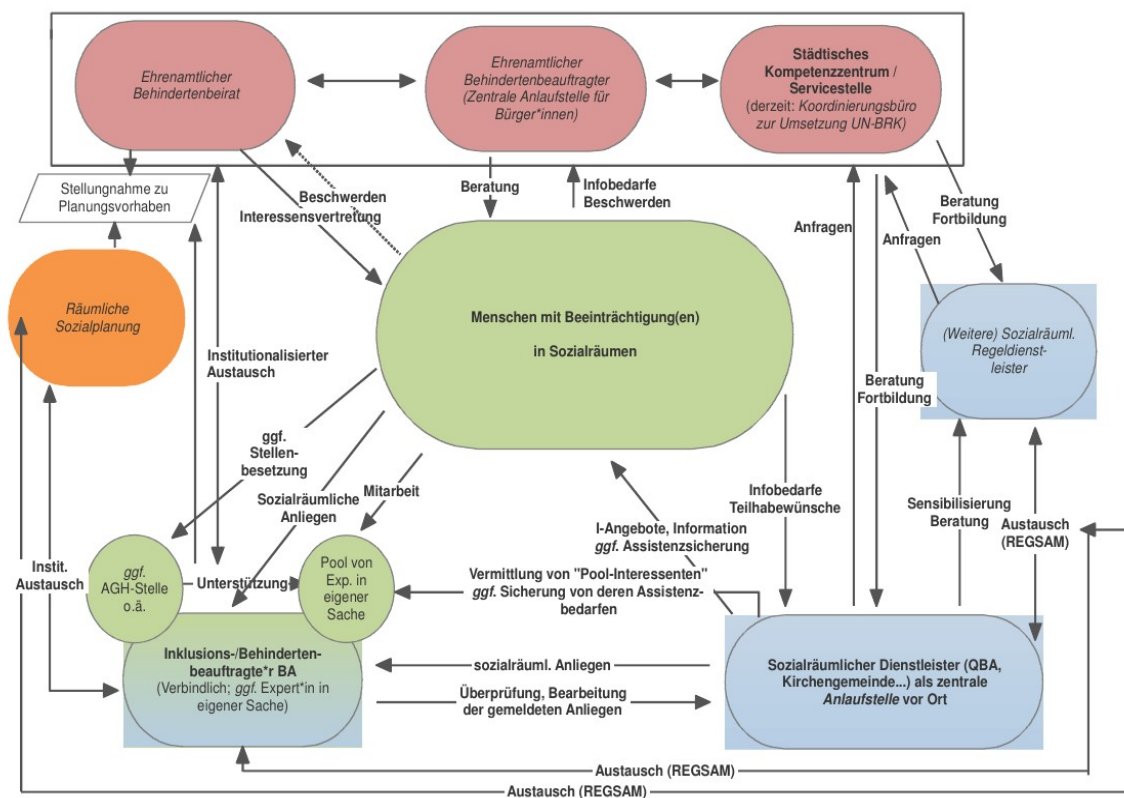 Ehrenamtlicher
Behindertenbeirat
Ehrenamtlicher
Behindertenbeauftragter
(Zentrale Anlaufstelle für
Bürger*innen)
Städtisches
Kompetenzzentrum /
Servicestelle
(derzeit: Koordinierungsbüro
zur Umsetzung UN-BRK)
Stellungnahme zu
Planungsvorhaben
Beschwerden
Interessensvertretung
Beratung
Infobedarfe
Beschwerden
Anfragen
Anfragen
Beratung
Fortbildung
Räumliche
Sozialplanung
Menschen mit Beeinträchtigung(en)
in Sozialräumen
(Weitere) Sozialräuml.
Regeldienst-
leister
Institutionalisierter
Austausch
Beratung
Fortbildung
ggf.
Stellen-
besetzung
Sozialräumliche
Anliegen
Mitarbeit
Infobedarfe
Teilhabewünsche
Sensibilisierung
Beratung
Austausch
(REGSAM)
I-Angebote, Information
ggf. Assistenzsicherung
Instit.
Austausch
ggf.
AGH-Stelle
o.ä.
Unterstützung
Pool von
Exp. in
eigener
Sache
Vermittlung von "Pool-Interessenten"
ggf. Sicherung von deren Assistenz-
bedarfen
Inklusions-/Behinderten-
beauftragte*r BA
(Verbindlich; ggf. Expert*in in
eigener Sache)
sozialräuml. Anliegen
Überprüfung, Bearbeitung
der gemeldeten Anliegen
Sozialräumlicher Dienstleister (QBA,
Kirchengemeinde...) als zentrale
Anlaufstelle vor Ort
Austausch (REGSAM)
Austausch (REGSAM)